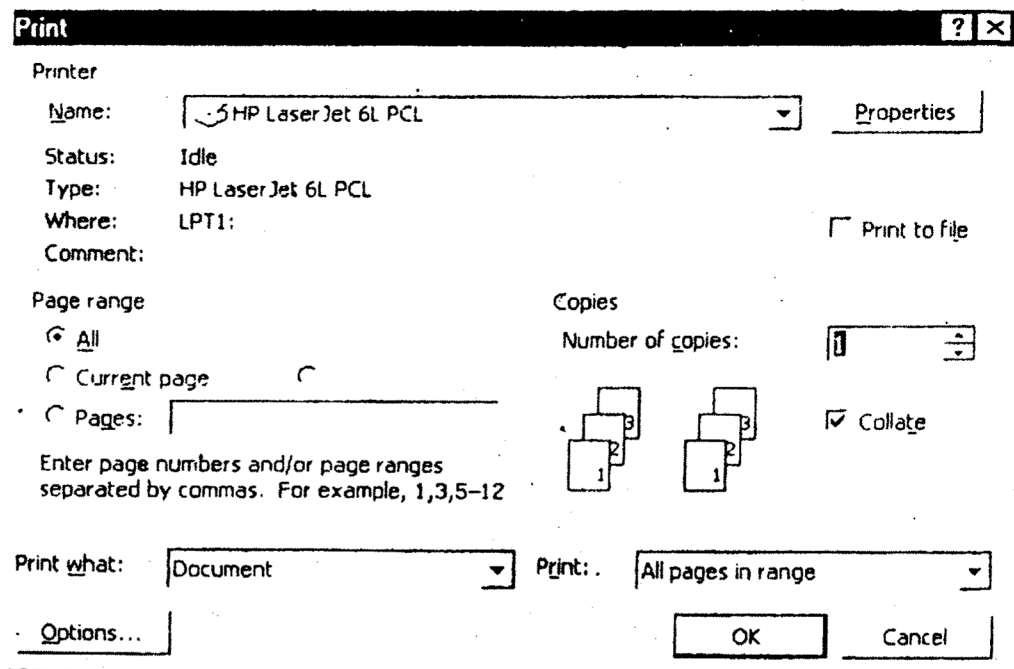 Print
Printer
Name: HP LaserJet 6L PCL Properties
Status: Idle
Type: HP LaserJet 6L PCL
Where: LPT1: Print to file
Comment:
Page range Copies
All Number of copies: 1
Current page
Pages: Collate
3 3
2 2
1 1
Enter page numbers and/or page ranges
separated by commas. For example, 1,3,5–12
Print what: Document Print: All pages in range
Options... OK Cancel